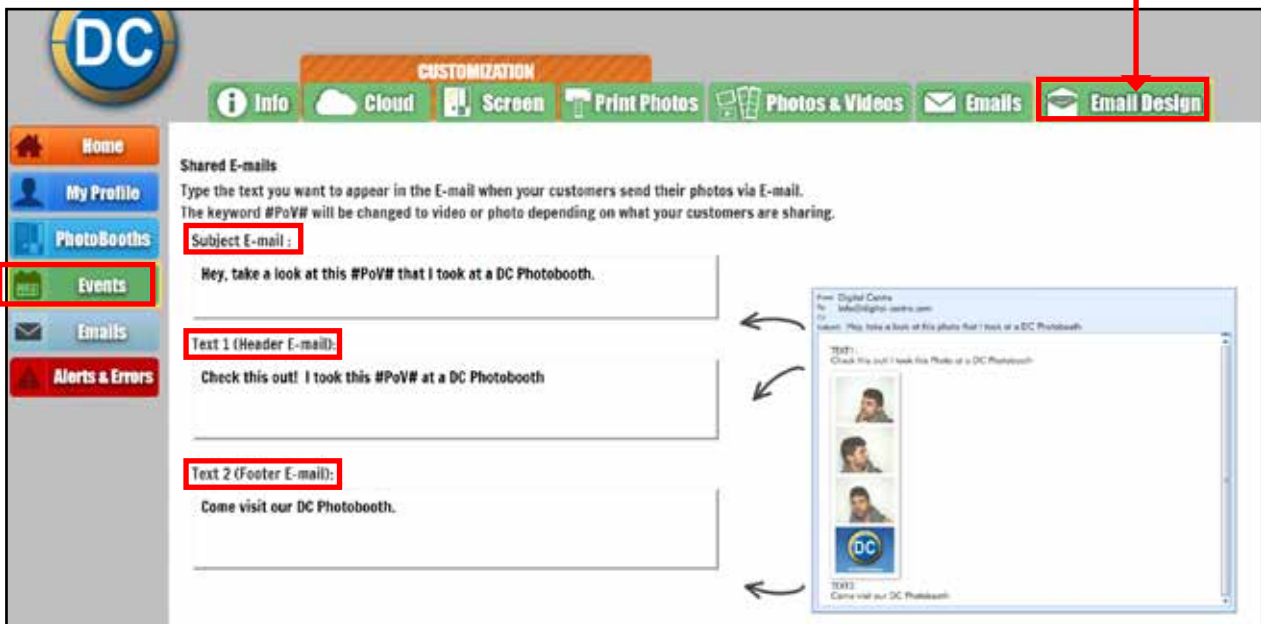 DC
CUSTOMIZATION
Info
Cloud
Screen
Print Photos
Photos & Videos
Emails
Email Design
Home
My Profile
PhotoBooths
Events
Emails
Alerts & Errors
Shared E-mails
Type the text you want to appear in the E-mail when your customers send their photos via E-mail.
The keyword #PoV# will be changed to video or photo depending on what your customers are sharing.
Subject E-mail :
Hey, take a look at this #PoV# that I took at a DC Photobooth.
Text 1 (Header E-mail):
Check this out! I took this #PoV# at a DC Photobooth
Text 2 (Footer E-mail):
Come visit our DC Photobooth.
From Digital Centre
To info@digital-centre.com
Subject Hey, take a look at this photo that I took at a DC Photobooth
TEXT1
Check this out! I took this Photo at a DC Photobooth
DC
TEXT2
Come visit our DC Photobooth